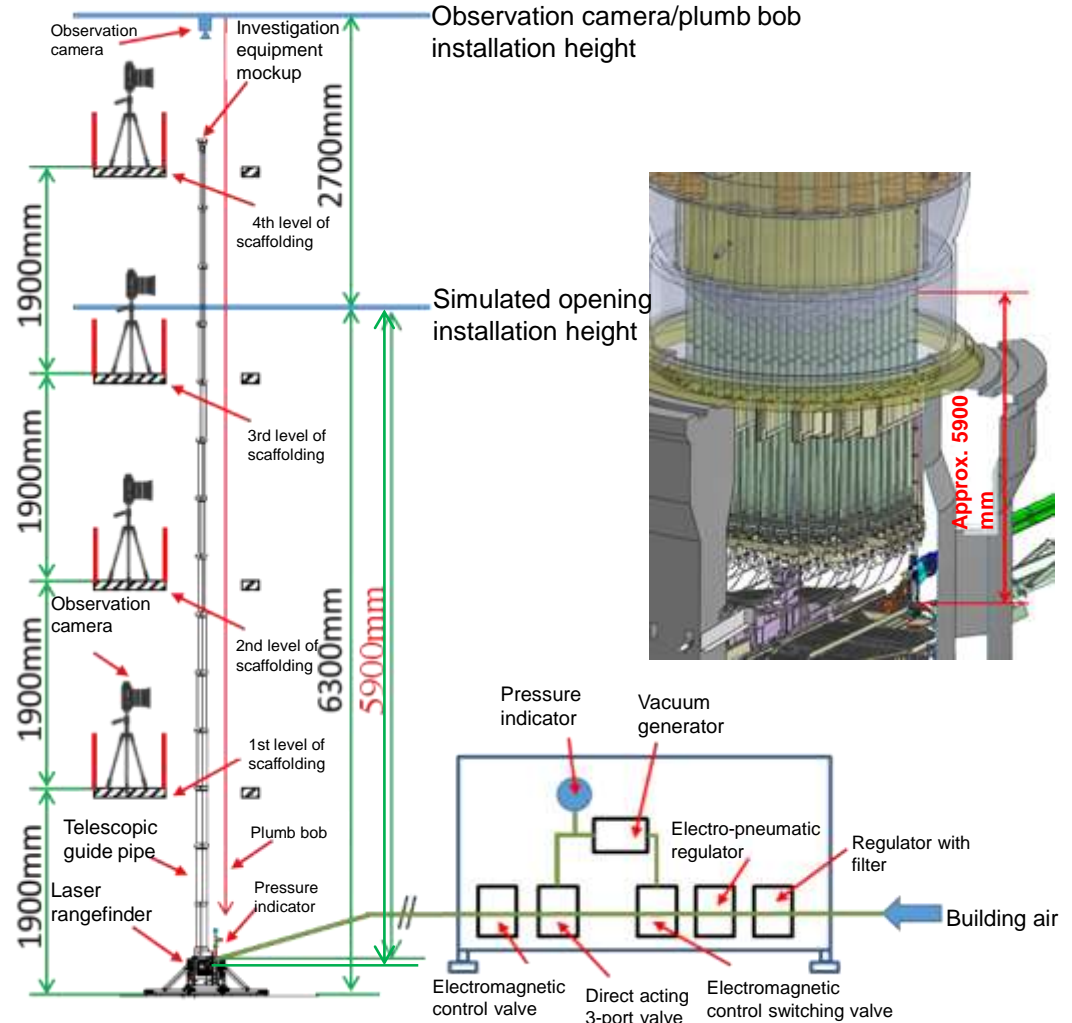 Observation camera/plumb bob
installation height
Observation
camera
Investigation
equipment
mockup
2700mm
4th level of
scaffolding
1900mm
Simulated opening
installation height
3rd level of
scaffolding
1900mm
Approx. 5900
mm
Observation
camera
2nd level of
scaffolding
6300mm
5900mm
1900mm
1st level of
scaffolding
Telescopic
guide pipe
Plumb bob
Laser
rangefinder
Pressure
indicator
1900mm
Pressure
indicator
Vacuum
generator
Electro-pneumatic
regulator
Regulator with
filter
Building air
Electromagnetic
control valve
Direct acting
3-port valve
Electromagnetic
control switching valve